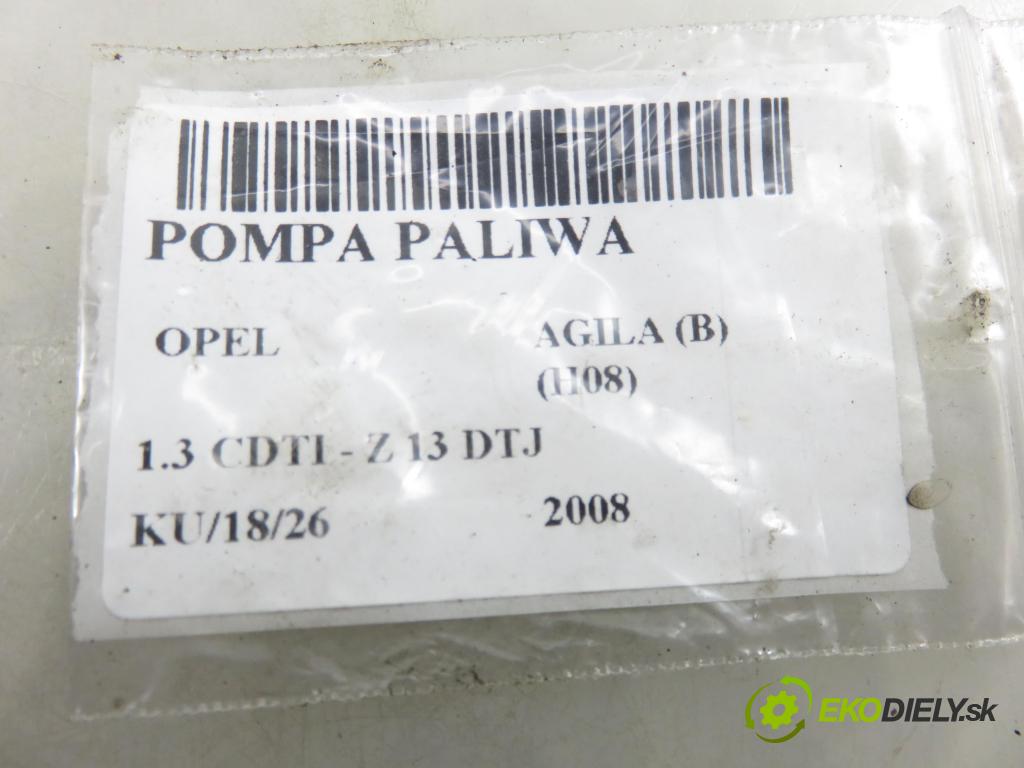 POMPA PALIWA
OPEL AGILA (B)
(H08)
1.3 CDTI - Z 13 DTJ
KU/18/26 2008
EKODIELY.sk